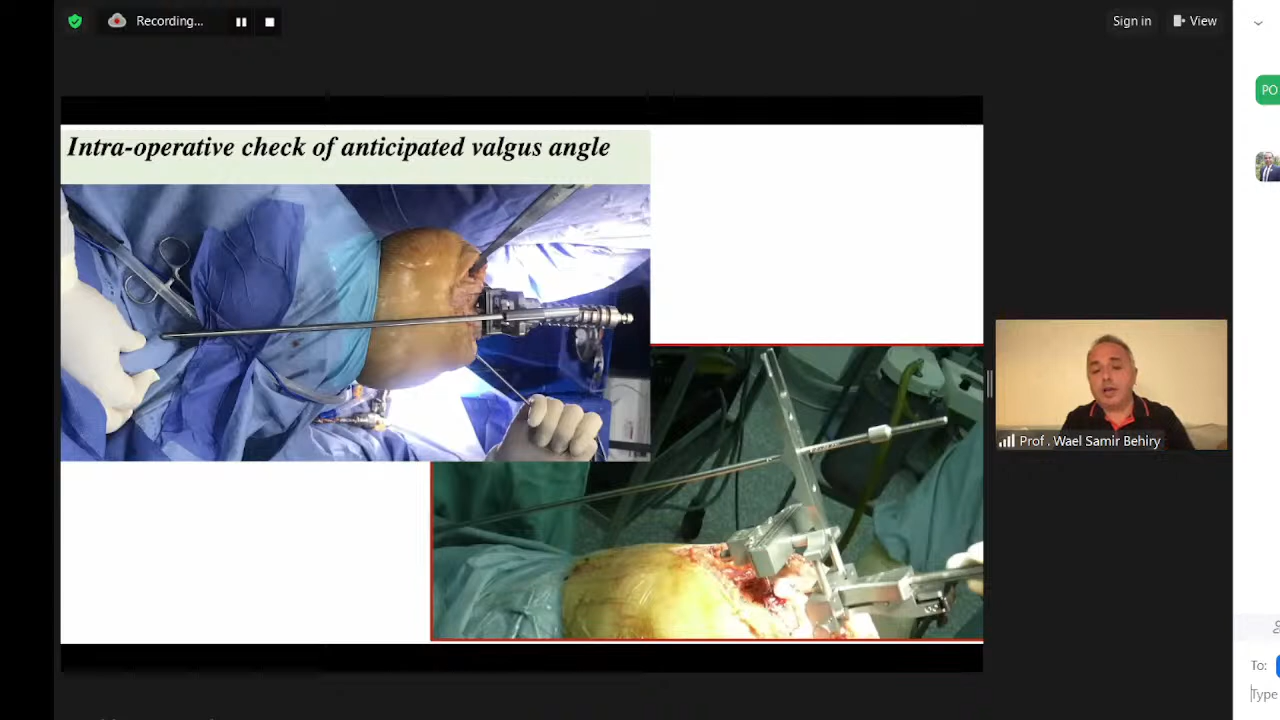 Recording...
Sign in
View
PO
Intra-operative check of anticipated valgus angle
Prof . Wael Samir Behiry
To:
Type